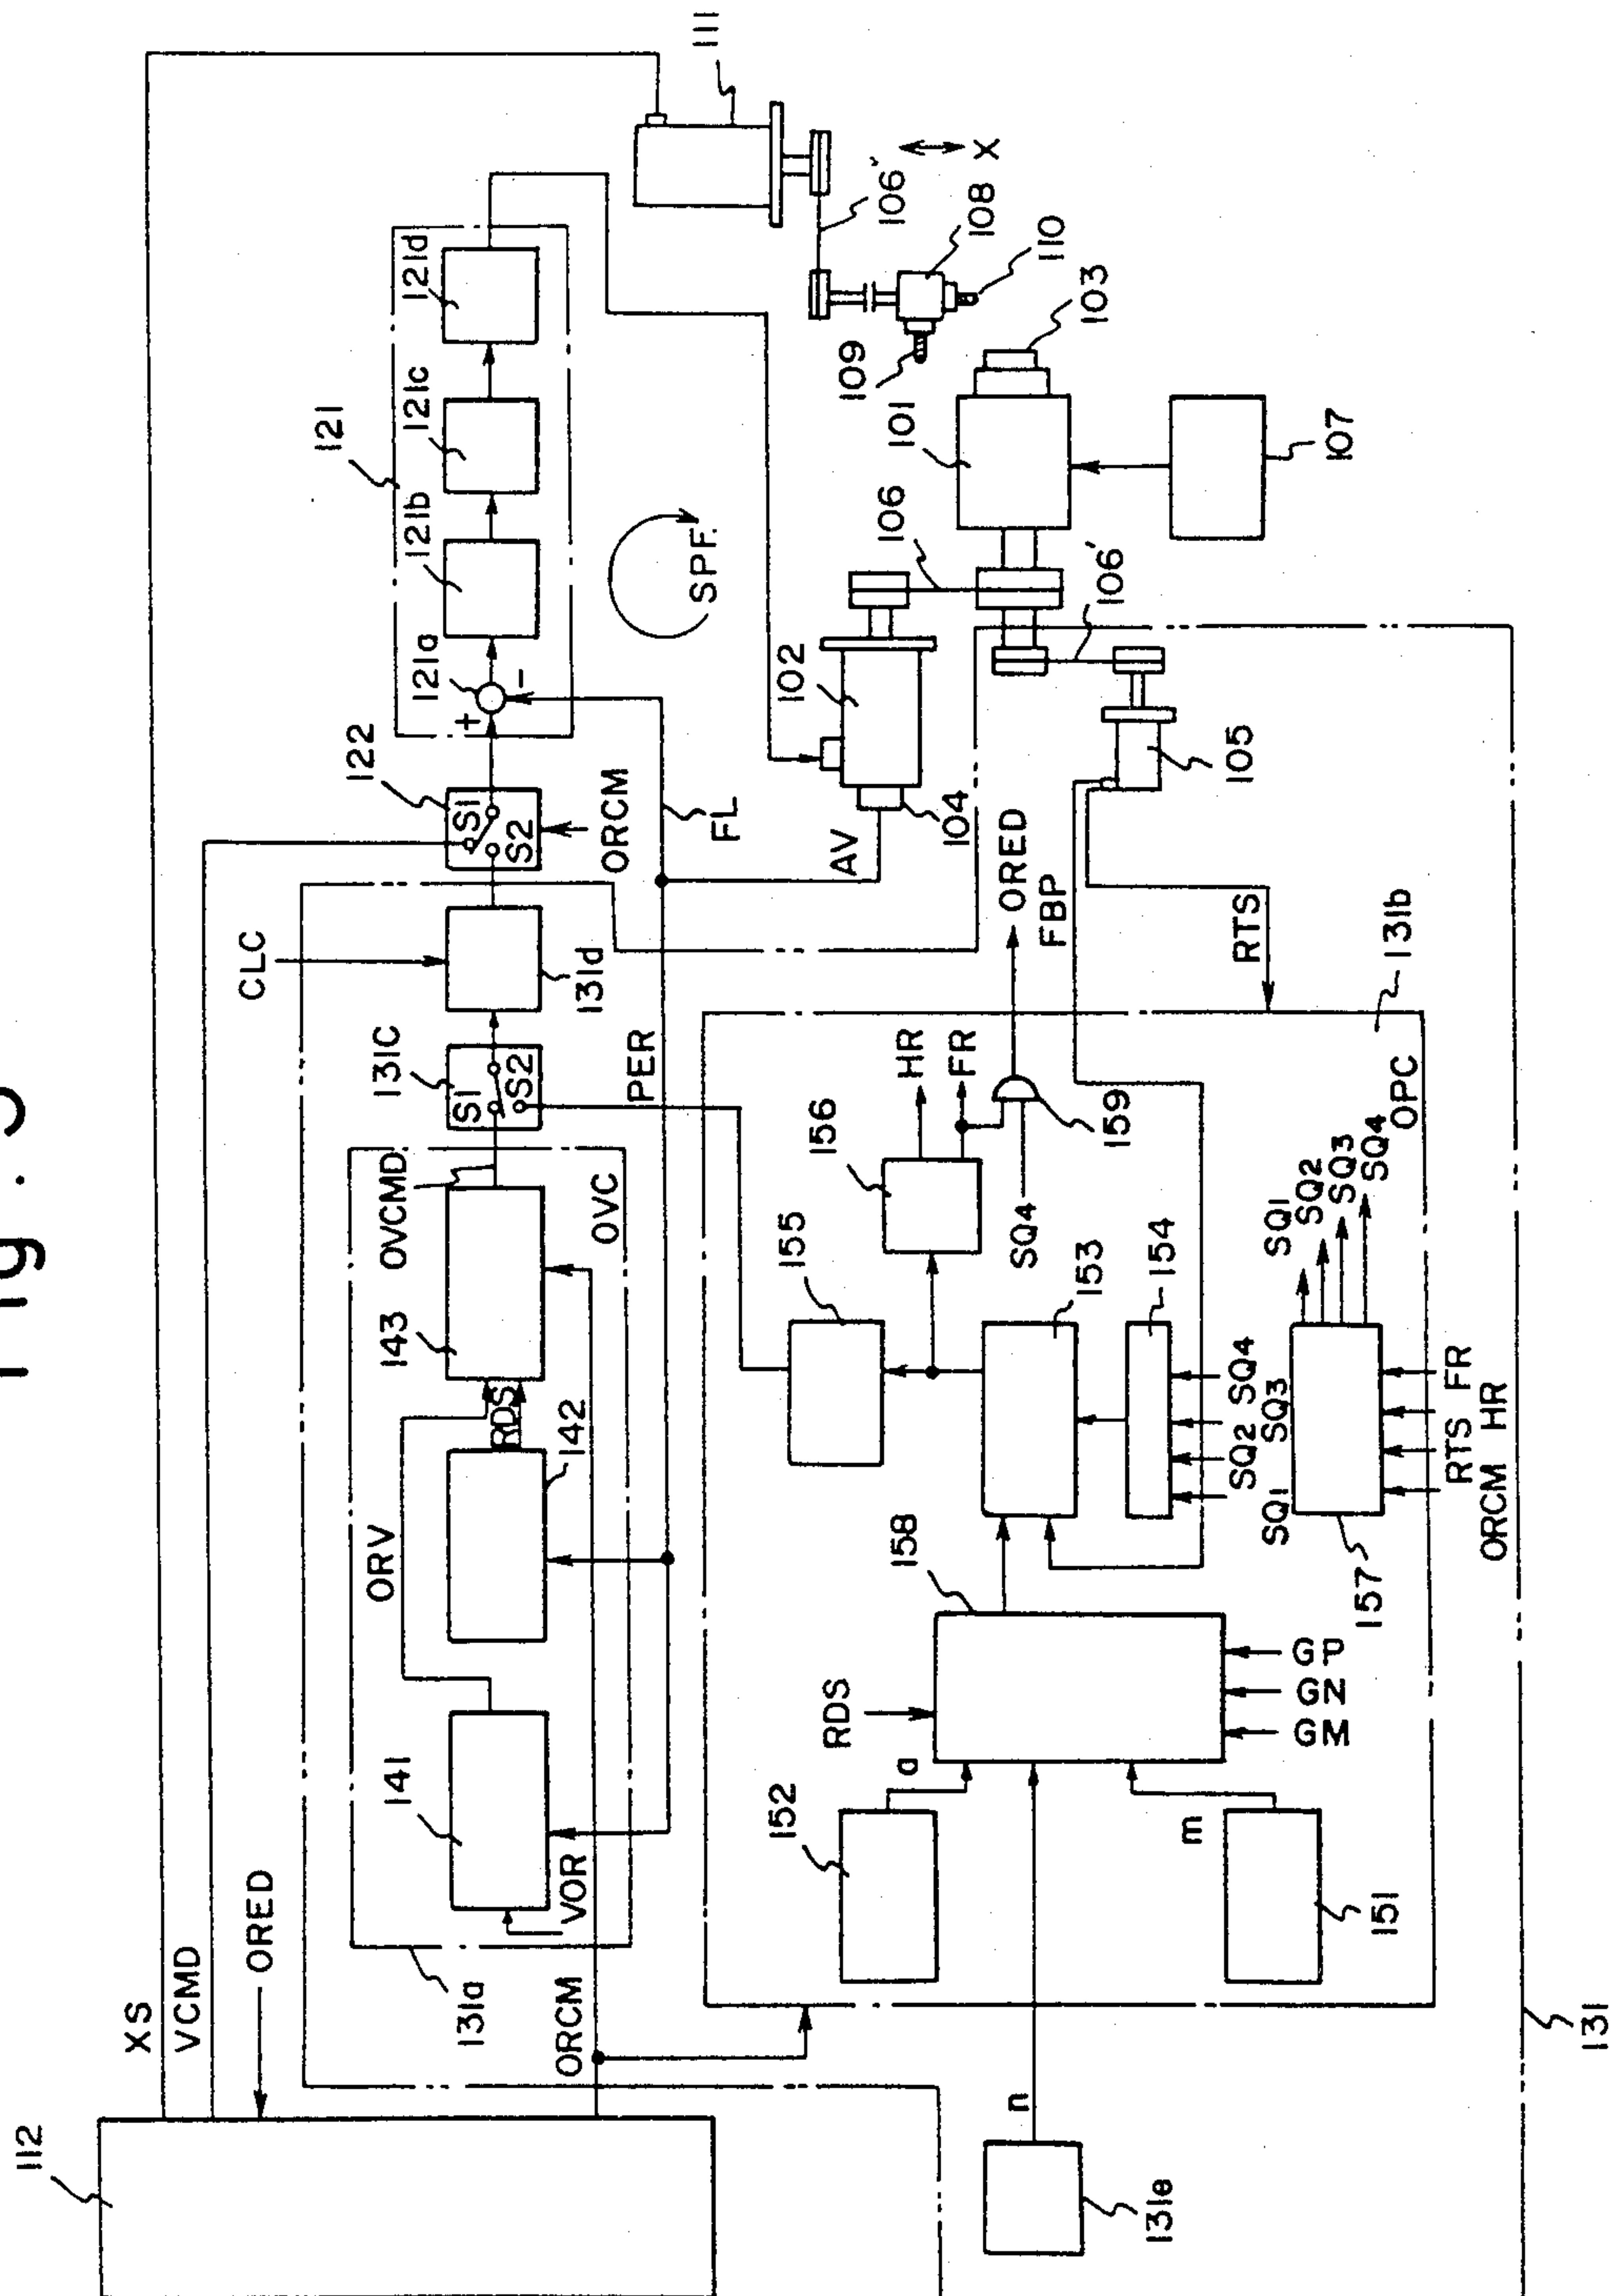 Fig. 5
112
XS
VCMD
ORED
ORCM
131a
141
VOR
ORV
142
RDS
143
OVCMD
OVC
131C
S1
S2
PER
CLC
131d
122
S1
S2
ORCM
FL
AV
121
121a
+
-
121b
121c
121d
SPF.
111
106"
X
108
110
109
103
101
107
106
106'
102
104
105
ORED
FBP
RTS
131b
HR
FR
156
159
SQ4
155
153
154
SQ1
SQ2
SQ3
SQ4
SQ1
SQ2
SQ3
SQ4
OPC
157
ORCM
RTS
HR
FR
158
RDS
GP
GN
GM
152
a
m
151
n
131e
131